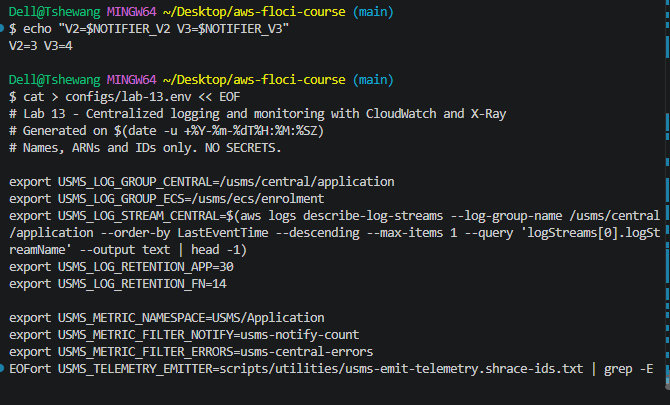 Dell@Tshewang MINGW64 ~/Desktop/aws-floci-course (main)
$ echo "V2=$NOTIFIER_V2 V3=$NOTIFIER_V3"
V2=3 V3=4

Dell@Tshewang MINGW64 ~/Desktop/aws-floci-course (main)
$ cat > configs/lab-13.env << EOF
# Lab 13 - Centralized logging and monitoring with CloudWatch and X-Ray
# Generated on $(date -u +%Y-%m-%dT%H:%M:%SZ)
# Names, ARNs and IDs only. NO SECRETS.

export USMS_LOG_GROUP_CENTRAL=/usms/central/application
export USMS_LOG_GROUP_ECS=/usms/ecs/enrolment
export USMS_LOG_STREAM_CENTRAL=$(aws logs describe-log-streams --log-group-name /usms/central
/application --order-by LastEventTime --descending --max-items 1 --query 'logStreams[0].logSt
reamName' --output text | head -1)
export USMS_LOG_RETENTION_APP=30
export USMS_LOG_RETENTION_FN=14

export USMS_METRIC_NAMESPACE=USMS/Application
export USMS_METRIC_FILTER_NOTIFY=usms-notify-count
export USMS_METRIC_FILTER_ERRORS=usms-central-errors
EOFort USMS_TELEMETRY_EMITTER=scripts/utilities/usms-emit-telemetry.shrace-ids.txt | grep -E